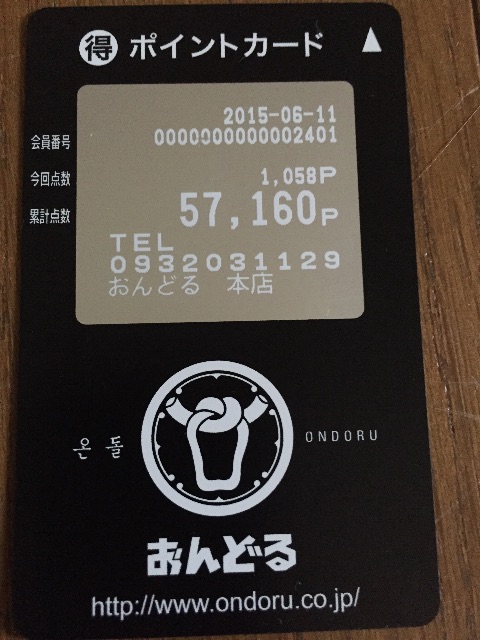 得 ポイントカード
2015-06-11
会員番号 0000000000002401
今回点数 1,058P
累計点数 57,160P
TEL
0932031129
おんどる 本店
온돌 ONDORU
おんどる
http://www.ondoru.co.jp/